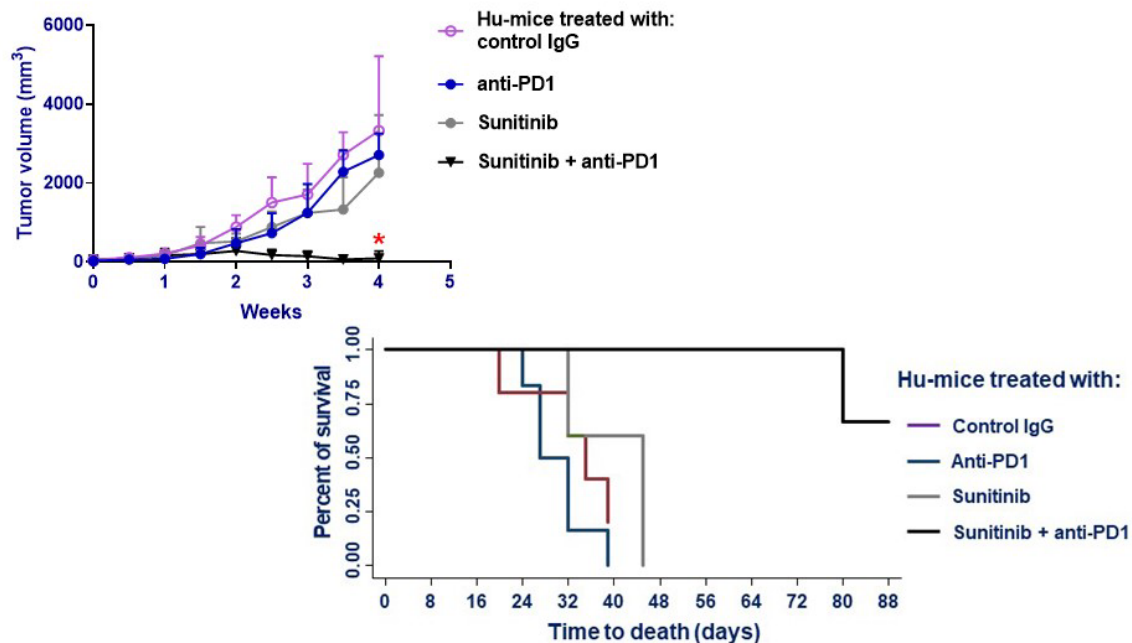 6000
4000
2000
0
Tumor volume (mm³)
0 1 2 3 4 5
Weeks
*
Hu-mice treated with:
control IgG
anti-PD1
Sunitinib
Sunitinib + anti-PD1
1.00
0.75
0.50
0.25
0.00
Percent of survival
0 8 16 24 32 40 48 56 64 72 80 88
Time to death (days)
Hu-mice treated with:
Control IgG
Anti-PD1
Sunitinib
Sunitinib + anti-PD1